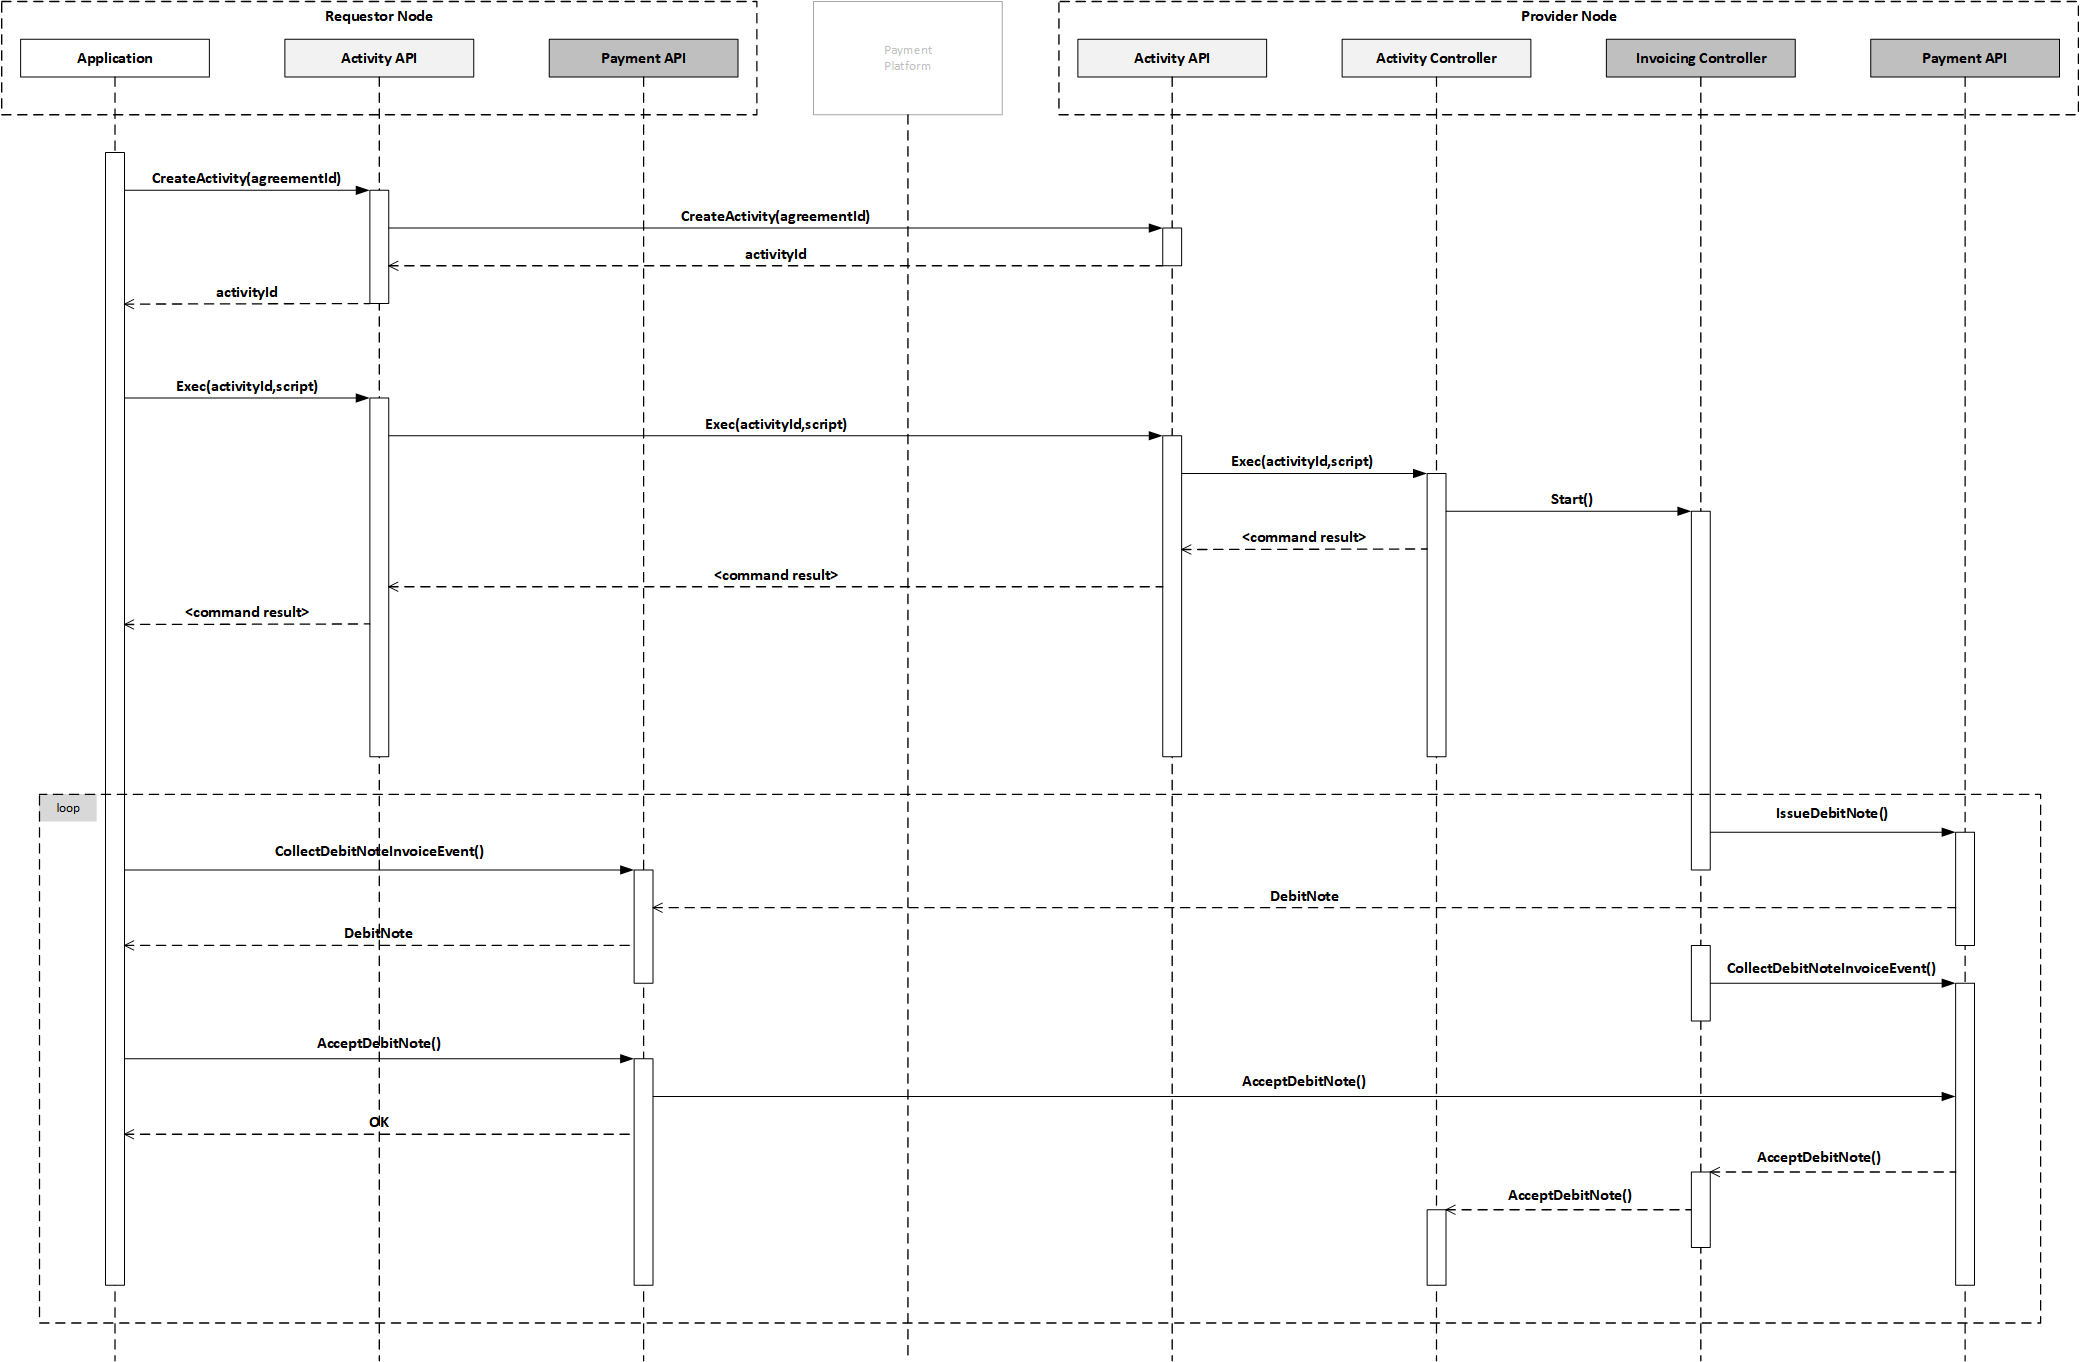 Requestor Node
Provider Node
Application
Activity API
Payment API
Payment
Platform
Activity API
Activity Controller
Invoicing Controller
Payment API
CreateActivity(agreementId)
CreateActivity(agreementId)
activityId
activityId
Exec(activityId,script)
Exec(activityId,script)
Exec(activityId,script)
Start()
<command result>
<command result>
<command result>
loop
IssueDebitNote()
CollectDebitNoteInvoiceEvent()
DebitNote
DebitNote
CollectDebitNoteInvoiceEvent()
AcceptDebitNote()
AcceptDebitNote()
OK
AcceptDebitNote()
AcceptDebitNote()